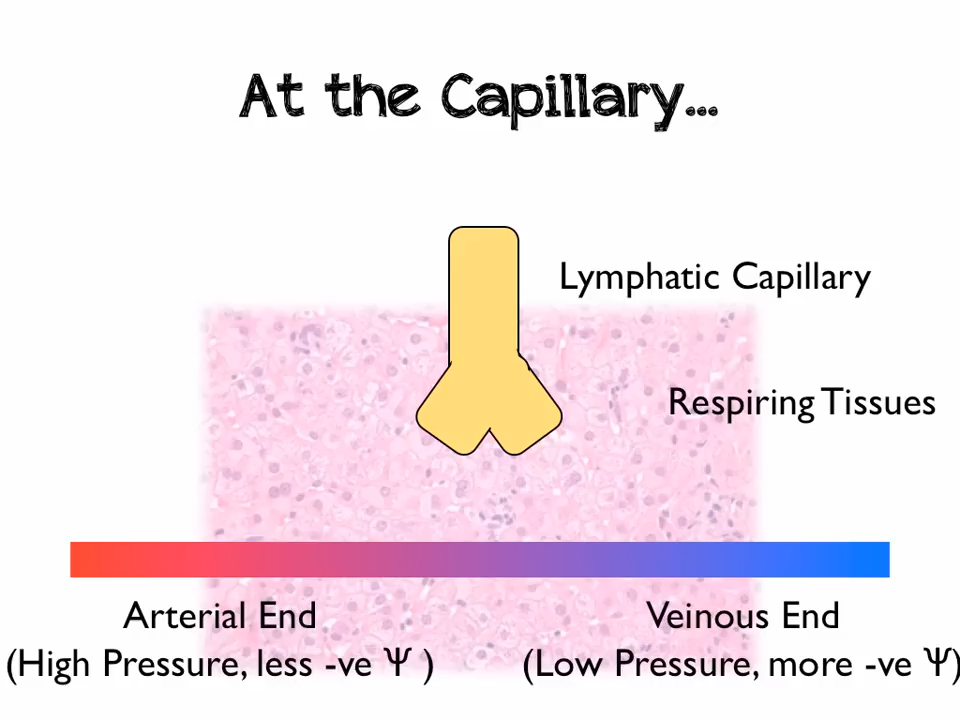 At the Capillary...
Lymphatic Capillary
Respiring Tissues
Arterial End
(High Pressure, less -ve Ψ )
Veinous End
(Low Pressure, more -ve Ψ)